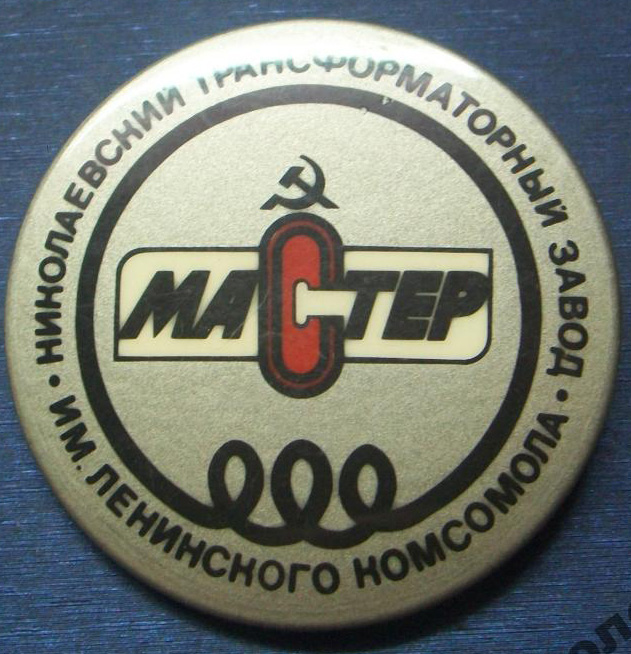 НИКОЛАЕВСКИЙ ТРАНСФОРМАТОРНЫЙ ЗАВОД
МАСТЕР
• ИМ. ЛЕНИНСКОГО КОМСОМОЛА •